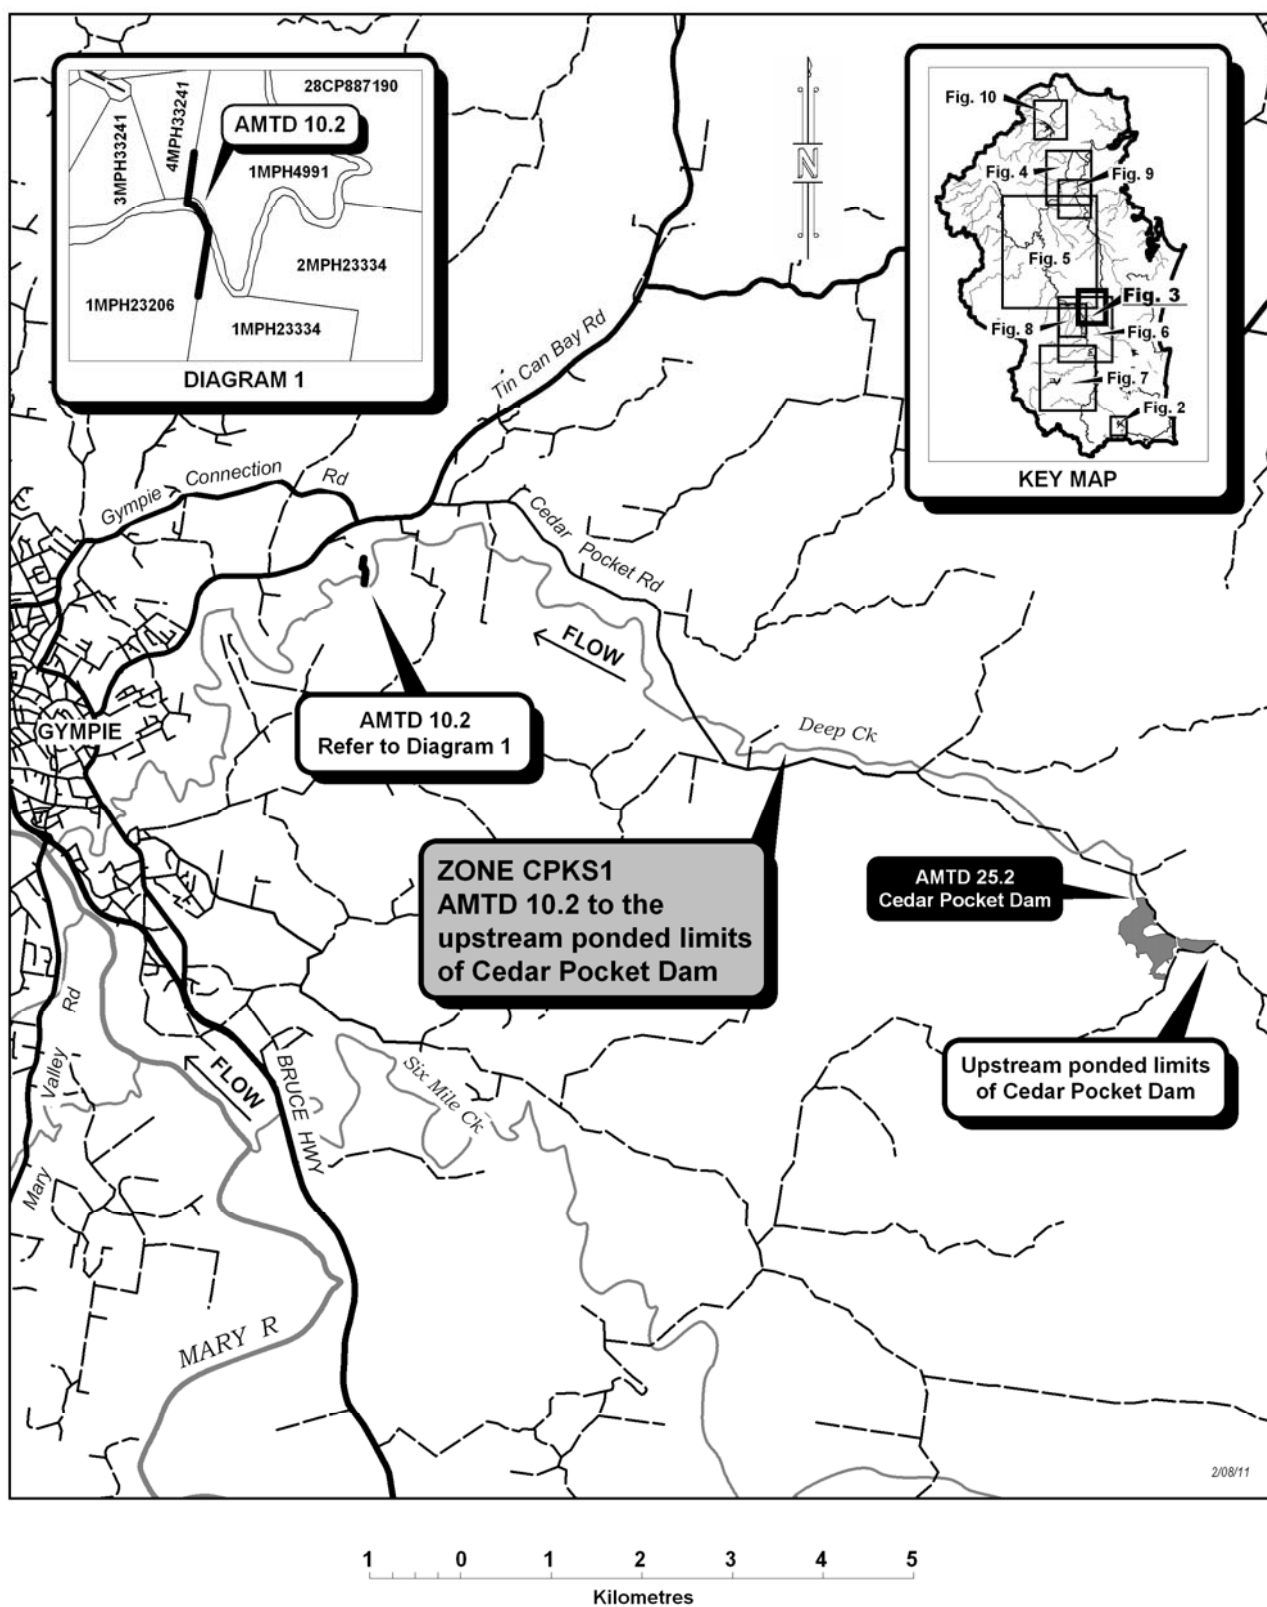 28CP887190
3MPH33241
4MPH33241
AMTD 10.2
1MPH4991
2MPH23334
1MPH23206
1MPH23334
DIAGRAM 1
N
Fig. 10
Fig. 4
Fig. 9
Fig. 5
Fig. 3
Fig. 8
Fig. 6
Fig. 7
Fig. 2
KEY MAP
Tin Can Bay Rd
Gympie Connection Rd
Cedar Pocket Rd
FLOW
AMTD 10.2
Refer to Diagram 1
GYMPIE
Deep Ck
ZONE CPKS1
AMTD 10.2 to the
upstream ponded limits
of Cedar Pocket Dam
AMTD 25.2
Cedar Pocket Dam
Upstream ponded limits
of Cedar Pocket Dam
Mary Valley Rd
FLOW
BRUCE HWY
Six Mile Ck
MARY R
2/08/11
1 0 1 2 3 4 5
Kilometres